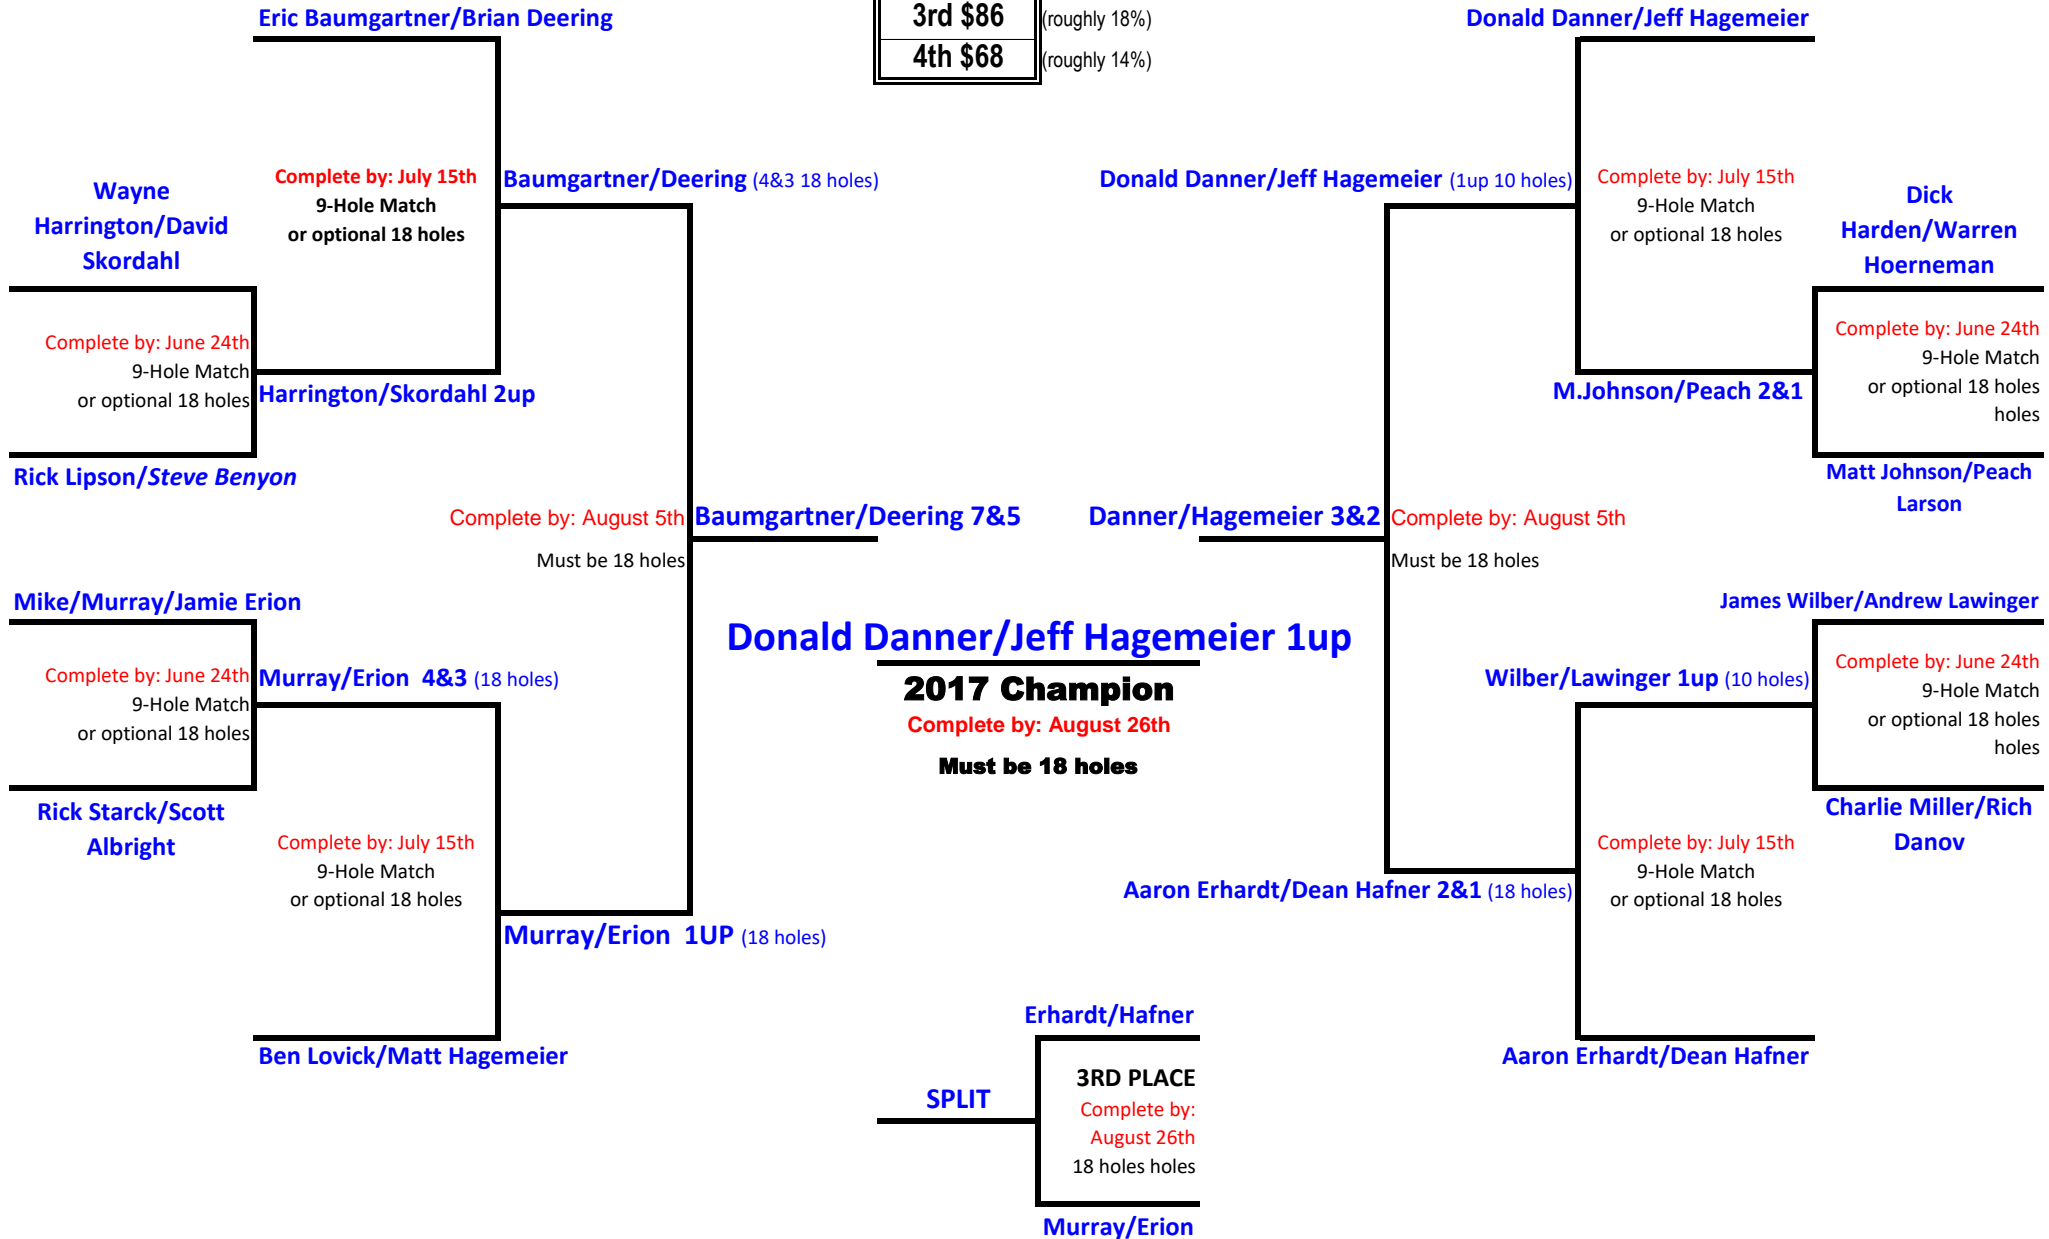 Eric Baumgartner/Brian Deering
3rd $86 (roughly 18%)
Donald Danner/Jeff Hagemeier
4th $68 (roughly 14%)
Wayne
Harrington/David
Skordahl
Complete by: July 15th
9-Hole Match
or optional 18 holes
Baumgartner/Deering (4&3 18 holes)
Donald Danner/Jeff Hagemeier (1up 10 holes)
Complete by: July 15th
9-Hole Match
or optional 18 holes
Dick
Harden/Warren
Hoerneman
Complete by: June 24th
9-Hole Match
or optional 18 holes
Harrington/Skordahl 2up
M.Johnson/Peach 2&1
Complete by: June 24th
9-Hole Match
or optional 18 holes
holes
Rick Lipson/Steve Benyon
Matt Johnson/Peach
Larson
Complete by: August 5th
Must be 18 holes
Baumgartner/Deering 7&5
Danner/Hagemeier 3&2
Complete by: August 5th
Must be 18 holes
Mike/Murray/Jamie Erion
James Wilber/Andrew Lawinger
Donald Danner/Jeff Hagemeier 1up
2017 Champion
Complete by: August 26th
Must be 18 holes
Complete by: June 24th
9-Hole Match
or optional 18 holes
Murray/Erion 4&3 (18 holes)
Wilber/Lawinger 1up (10 holes)
Complete by: June 24th
9-Hole Match
or optional 18 holes
holes
Rick Starck/Scott
Albright
Charlie Miller/Rich
Danov
Complete by: July 15th
9-Hole Match
or optional 18 holes
Complete by: July 15th
9-Hole Match
or optional 18 holes
Aaron Erhardt/Dean Hafner 2&1 (18 holes)
Murray/Erion 1UP (18 holes)
Ben Lovick/Matt Hagemeier
Aaron Erhardt/Dean Hafner
Erhardt/Hafner
SPLIT
3RD PLACE
Complete by:
August 26th
18 holes holes
Murray/Erion